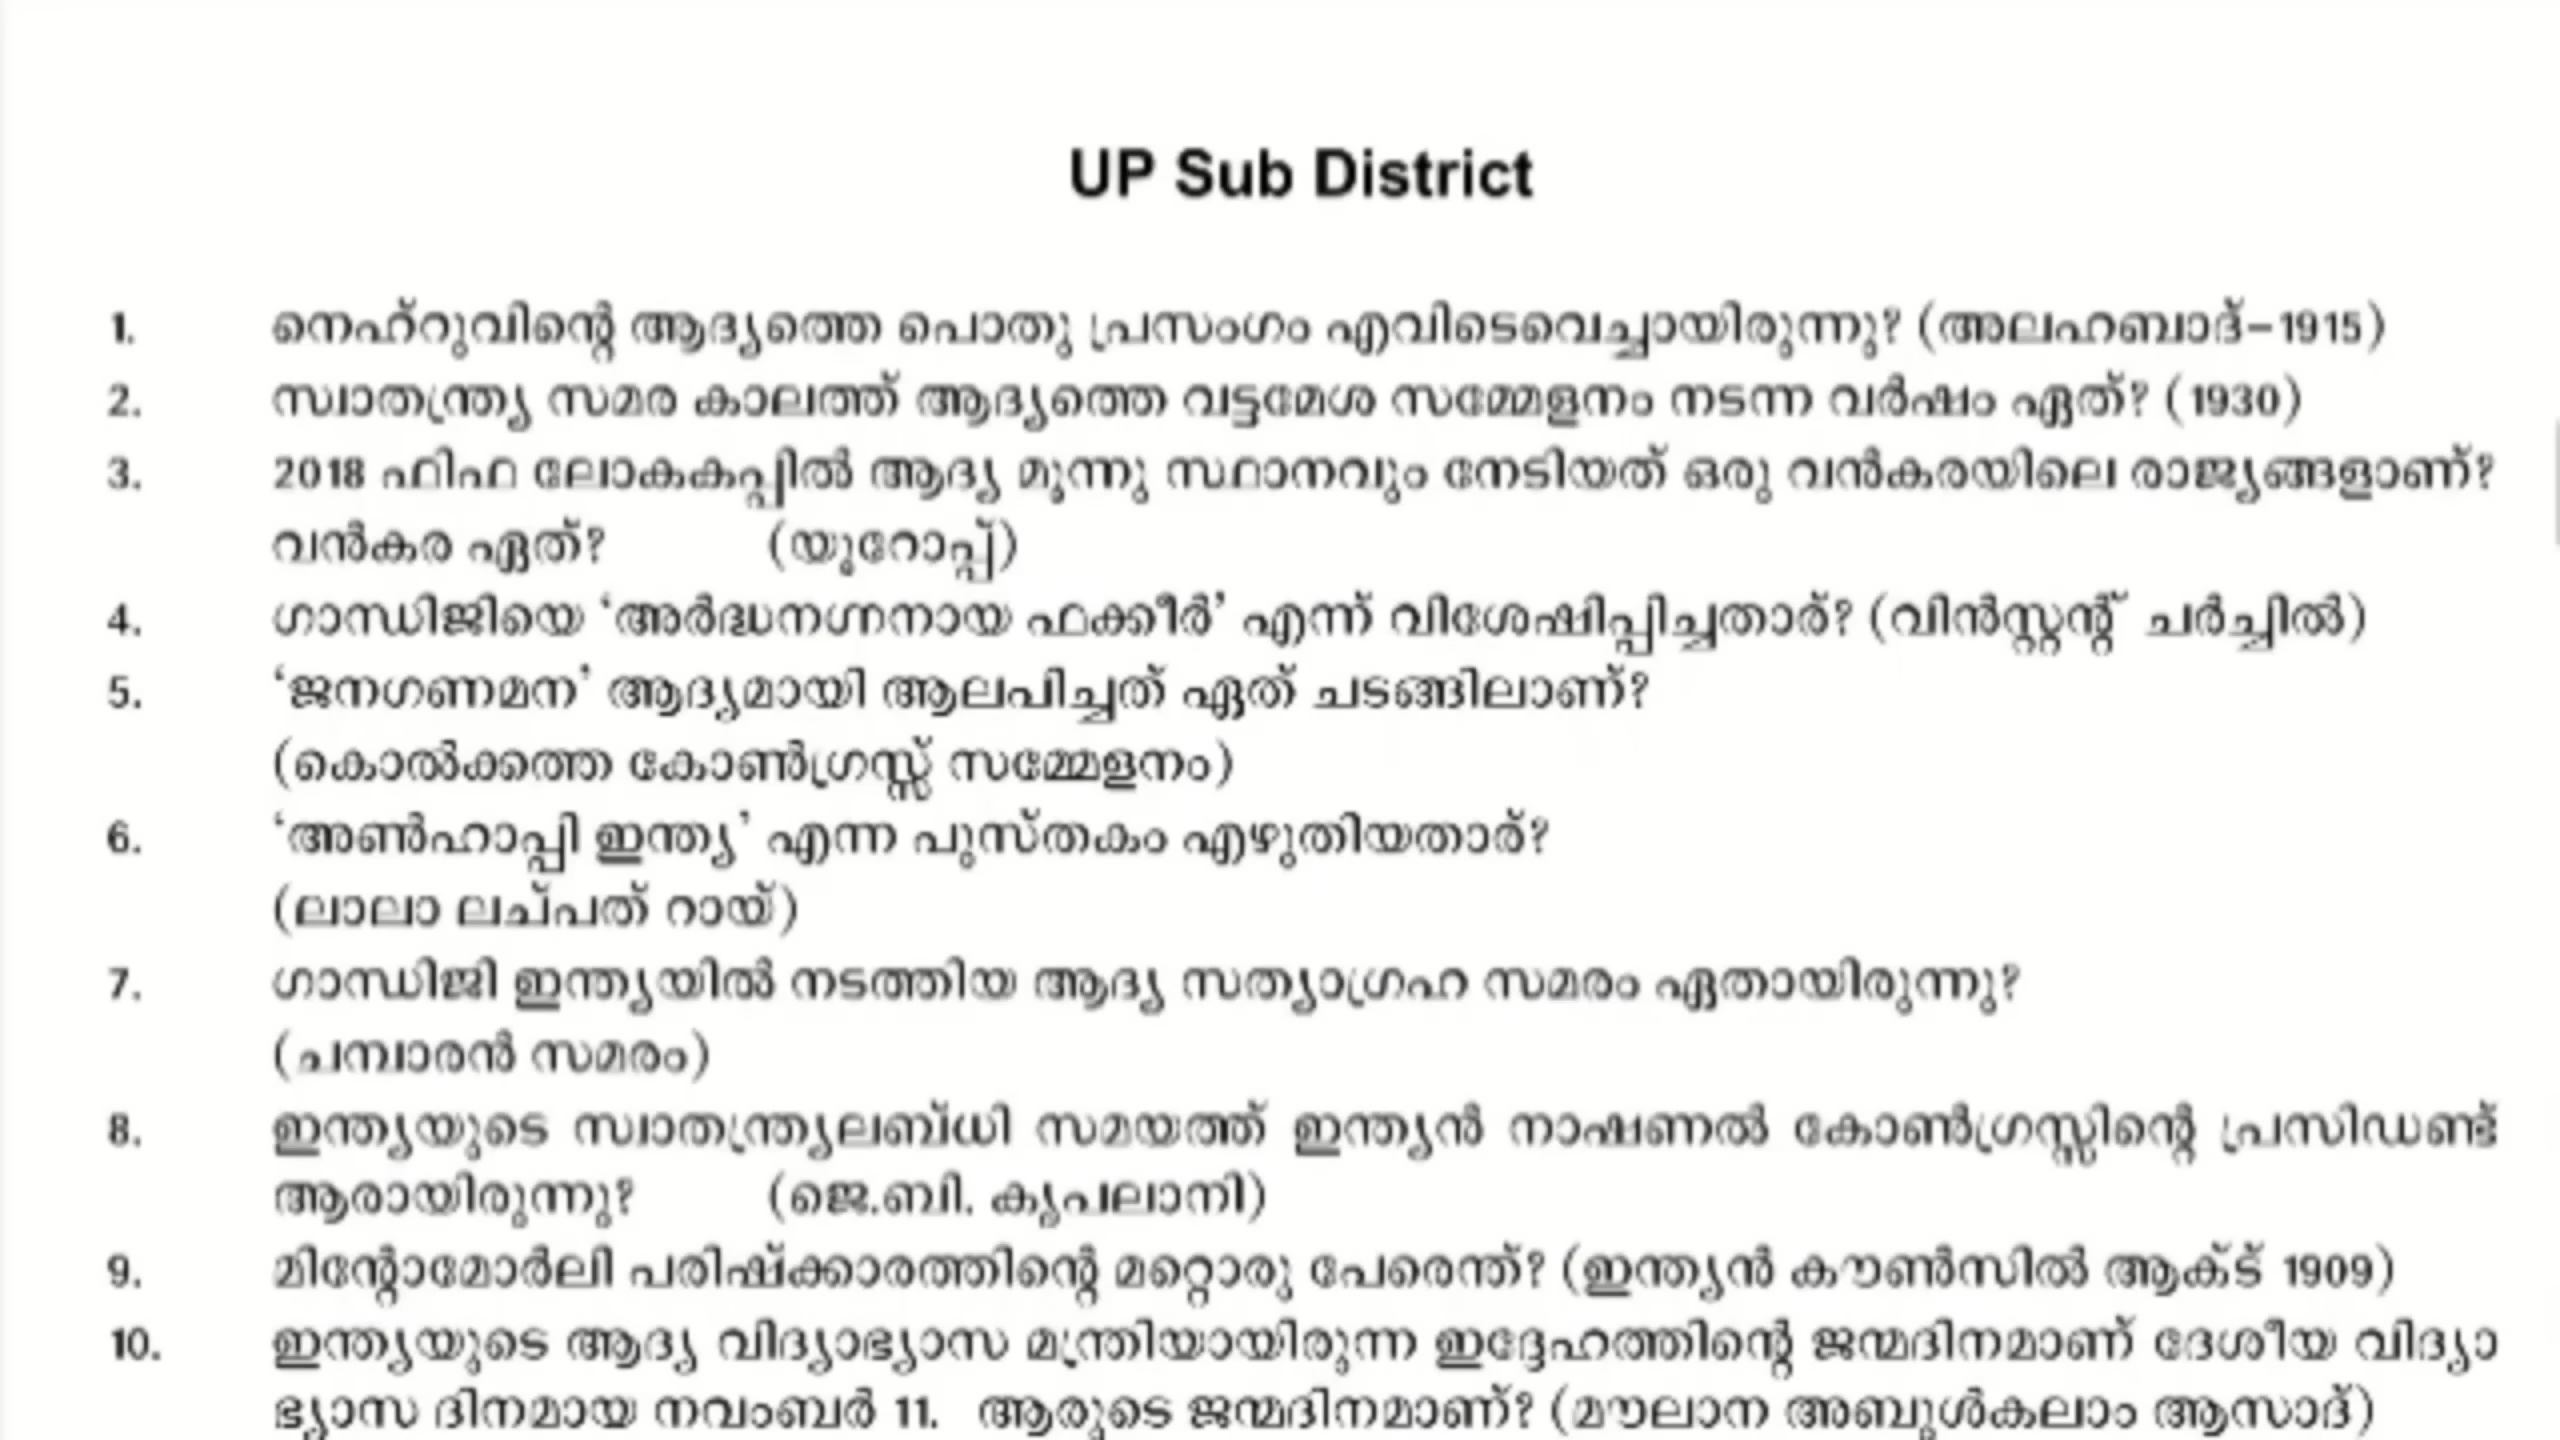 UP Sub District
1. നെഹ്റുവിന്റെ ആദ്യത്തെ പൊതു പ്രസംഗം എവിടെവെച്ചായിരുന്നു? (അലഹബാദ്-1915)
2. സ്വാതന്ത്ര്യ സമര കാലത്ത് ആദ്യത്തെ വട്ടമേശ സമ്മേളനം നടന്ന വർഷം ഏത്? (1930)
3. 2018 ഫിഫ ലോകകപ്പിൽ ആദ്യ മൂന്നു സ്ഥാനവും നേടിയത് ഒരു വൻകരയിലെ രാജ്യങ്ങളാണ്?
വൻകര ഏത്? (യൂറോപ്പ്)
4. ഗാന്ധിജിയെ ‘അർദ്ധനഗ്നനായ ഫക്കീർ’ എന്ന് വിശേഷിപ്പിച്ചതാര്? (വിൻസ്റ്റന്റ് ചർച്ചിൽ)
5. ‘ജനഗണമന’ ആദ്യമായി ആലപിച്ചത് ഏത് ചടങ്ങിലാണ്?
(കൊൽക്കത്ത കോൺഗ്രസ്സ് സമ്മേളനം)
6. ‘അൺഹാപ്പി ഇന്ത്യ’ എന്ന പുസ്തകം എഴുതിയതാര്?
(ലാലാ ലച്പത് റായ്)
7. ഗാന്ധിജി ഇന്ത്യയിൽ നടത്തിയ ആദ്യ സത്യാഗ്രഹ സമരം ഏതായിരുന്നു?
(ചമ്പാരൻ സമരം)
8. ഇന്ത്യയുടെ സ്വാതന്ത്ര്യലബ്ധി സമയത്ത് ഇന്ത്യൻ നാഷണൽ കോൺഗ്രസ്സിന്റെ പ്രസിഡണ്ട്
ആരായിരുന്നു? (ജെ.ബി. കൃപലാനി)
9. മിന്റോമോർലി പരിഷ്ക്കാരത്തിന്റെ മറ്റൊരു പേരെന്ത്? (ഇന്ത്യൻ കൗൺസിൽ ആക്ട് 1909)
10. ഇന്ത്യയുടെ ആദ്യ വിദ്യാഭ്യാസ മന്ത്രിയായിരുന്ന ഇദ്ദേഹത്തിന്റെ ജന്മദിനമാണ് ദേശീയ വിദ്യാ
ഭ്യാസ ദിനമായ നവംബർ 11. ആരുടെ ജന്മദിനമാണ്? (മൗലാന അബുൾകലാം ആസാദ്)